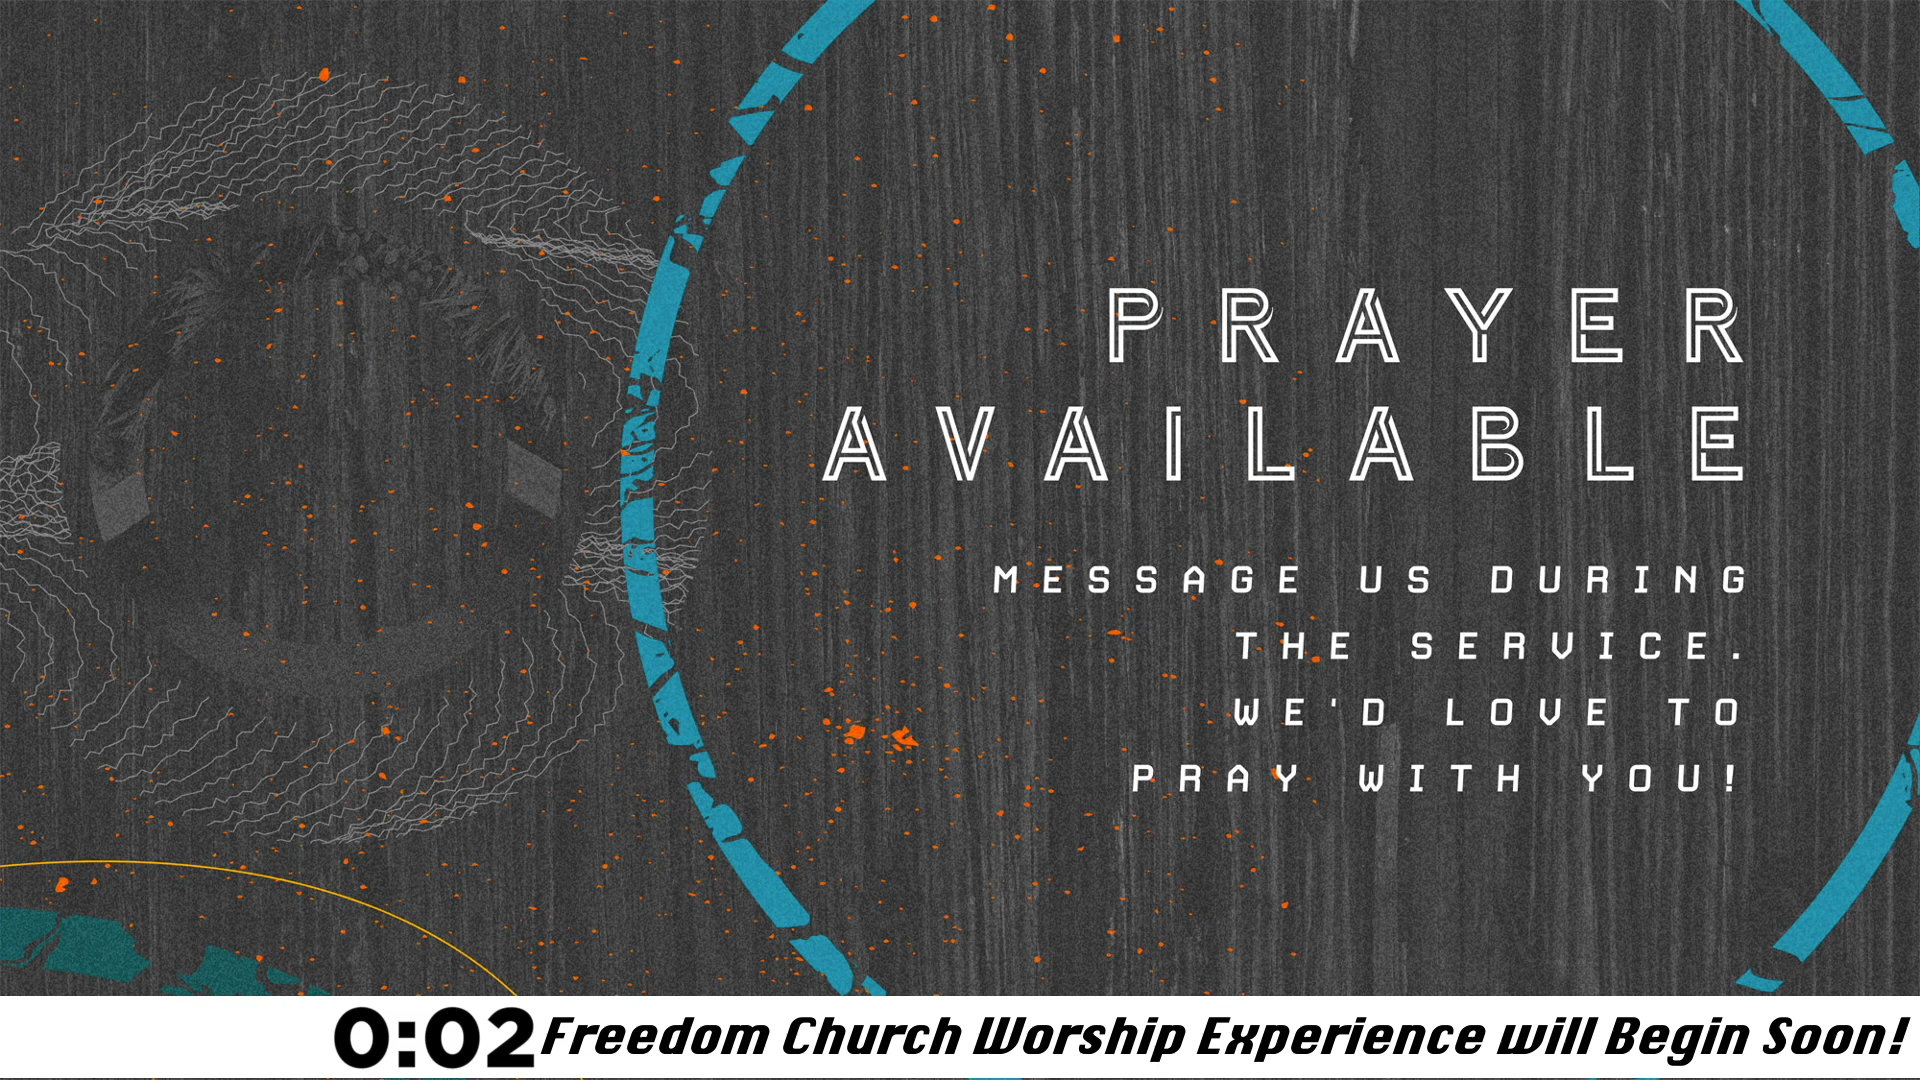 PRAYER
AVAILABLE
MESSAGE US DURING
THE SERVICE.
WE'D LOVE TO
PRAY WITH YOU!
0:02 Freedom Church Worship Experience will Begin Soon!